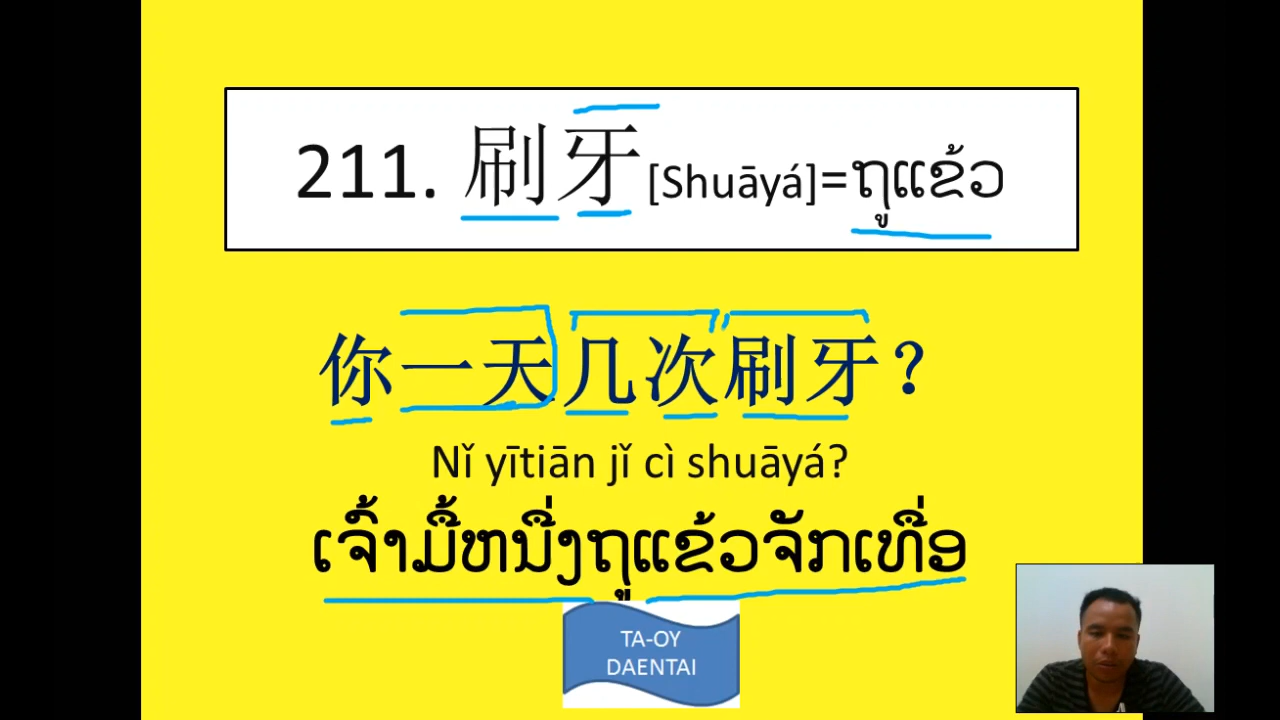 211. 刷牙[Shuāyá]=ຖູແຂ້ວ
你一天几次刷牙？
Nǐ yītiān jǐ cì shuāyá?
ເຈົ້າມື້ຫນື່ງຖູແຂ້ວຈັກເທື່ອ
TA-OY
DAENTAI